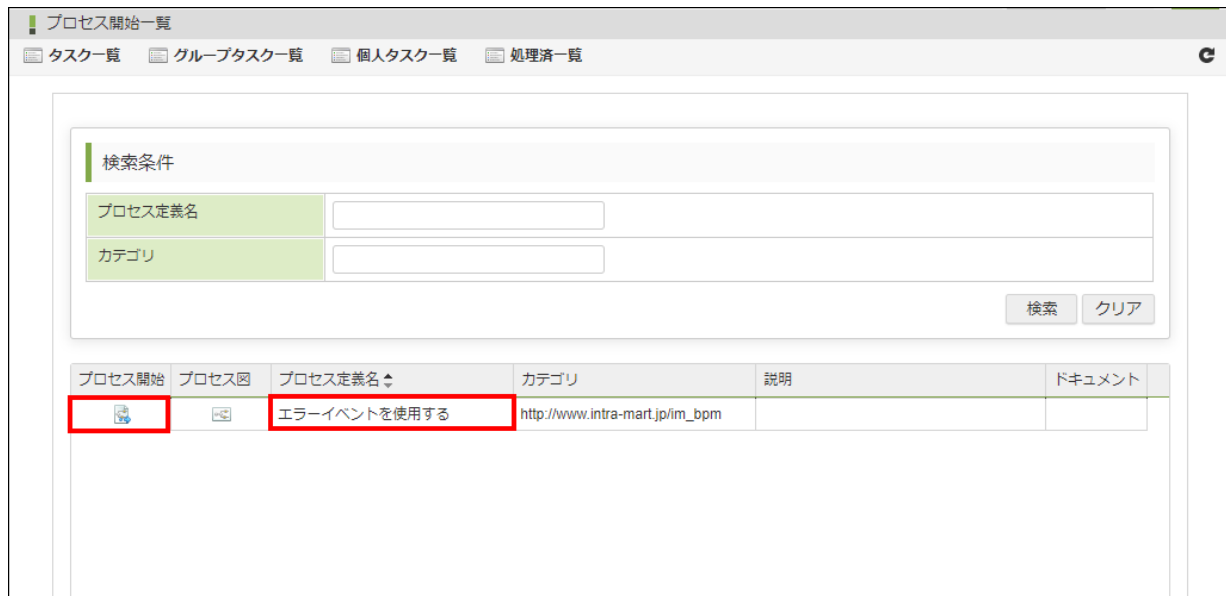 プロセス開始一覧
タスク一覧 グループタスク一覧 個人タスク一覧 処理済一覧
検索条件
プロセス定義名
カテゴリ
検索 クリア
プロセス開始 プロセス図 プロセス定義名 カテゴリ 説明 ドキュメント
エラーイベントを使用する http://www.intra-mart.jp/im_bpm